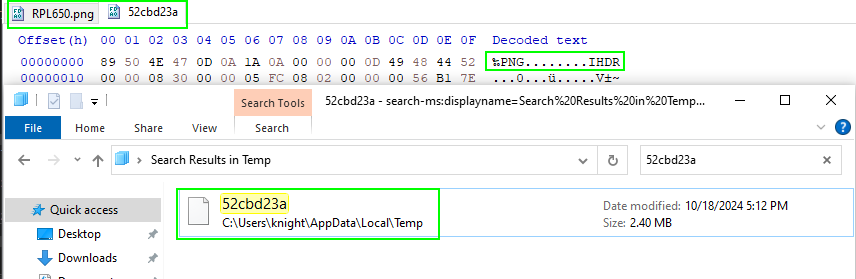 RPL650.png 52cbd23a
Offset(h) 00 01 02 03 04 05 06 07 08 09 0A 0B 0C 0D 0E 0F Decoded text
00000000 89 50 4E 47 0D 0A 1A 0A 00 00 00 0D 49 48 44 52 ‰PNG........IHDR
00000010 00 00 08 30 00 00 05 FC 08 02 00 00 00 56 B1 7E ...0...ü.....V±~
Search Tools 52cbd23a - search-ms:displayname=Search%20Results%20in%20Temp...
File Home Share View Search
Search Results in Temp 52cbd23a
Quick access
Desktop
Downloads
52cbd23a
C:\Users\knight\AppData\Local\Temp
Date modified: 10/18/2024 5:12 PM
Size: 2.40 MB